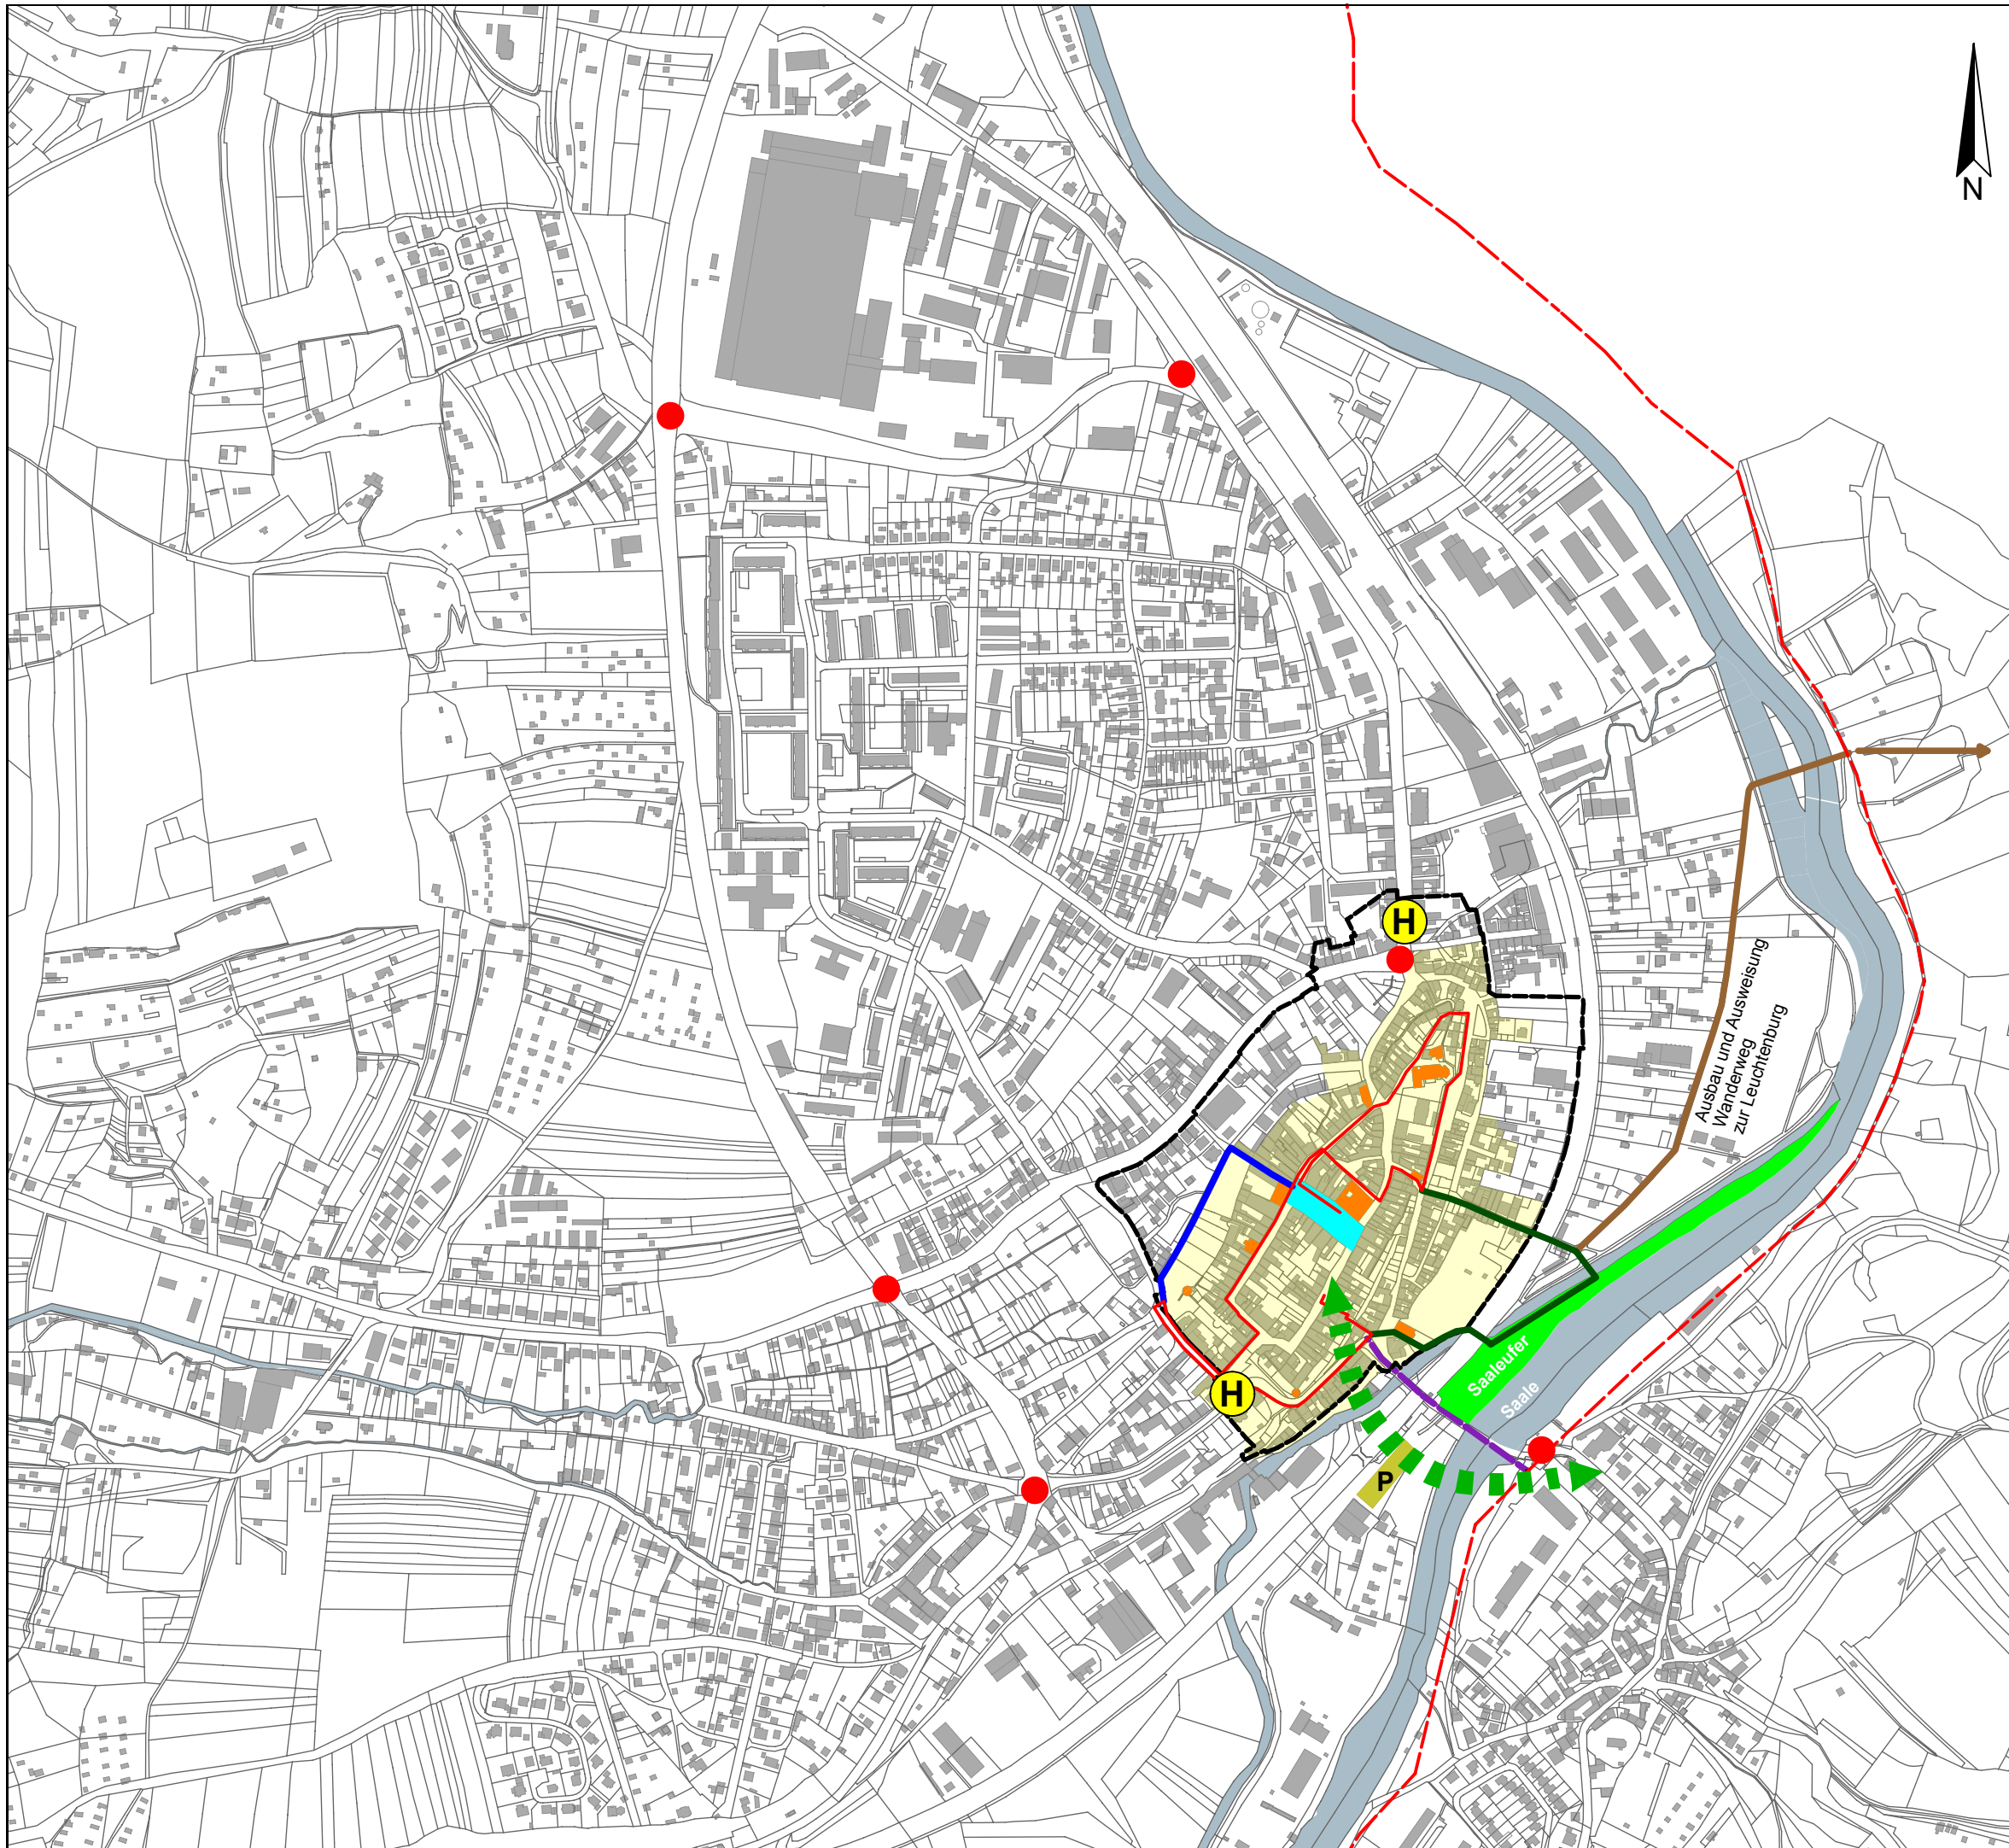 N
H
Ausbau und Ausweisung
Wanderweg
zur Leuchtenburg
Saaleufer
Saale
H
P